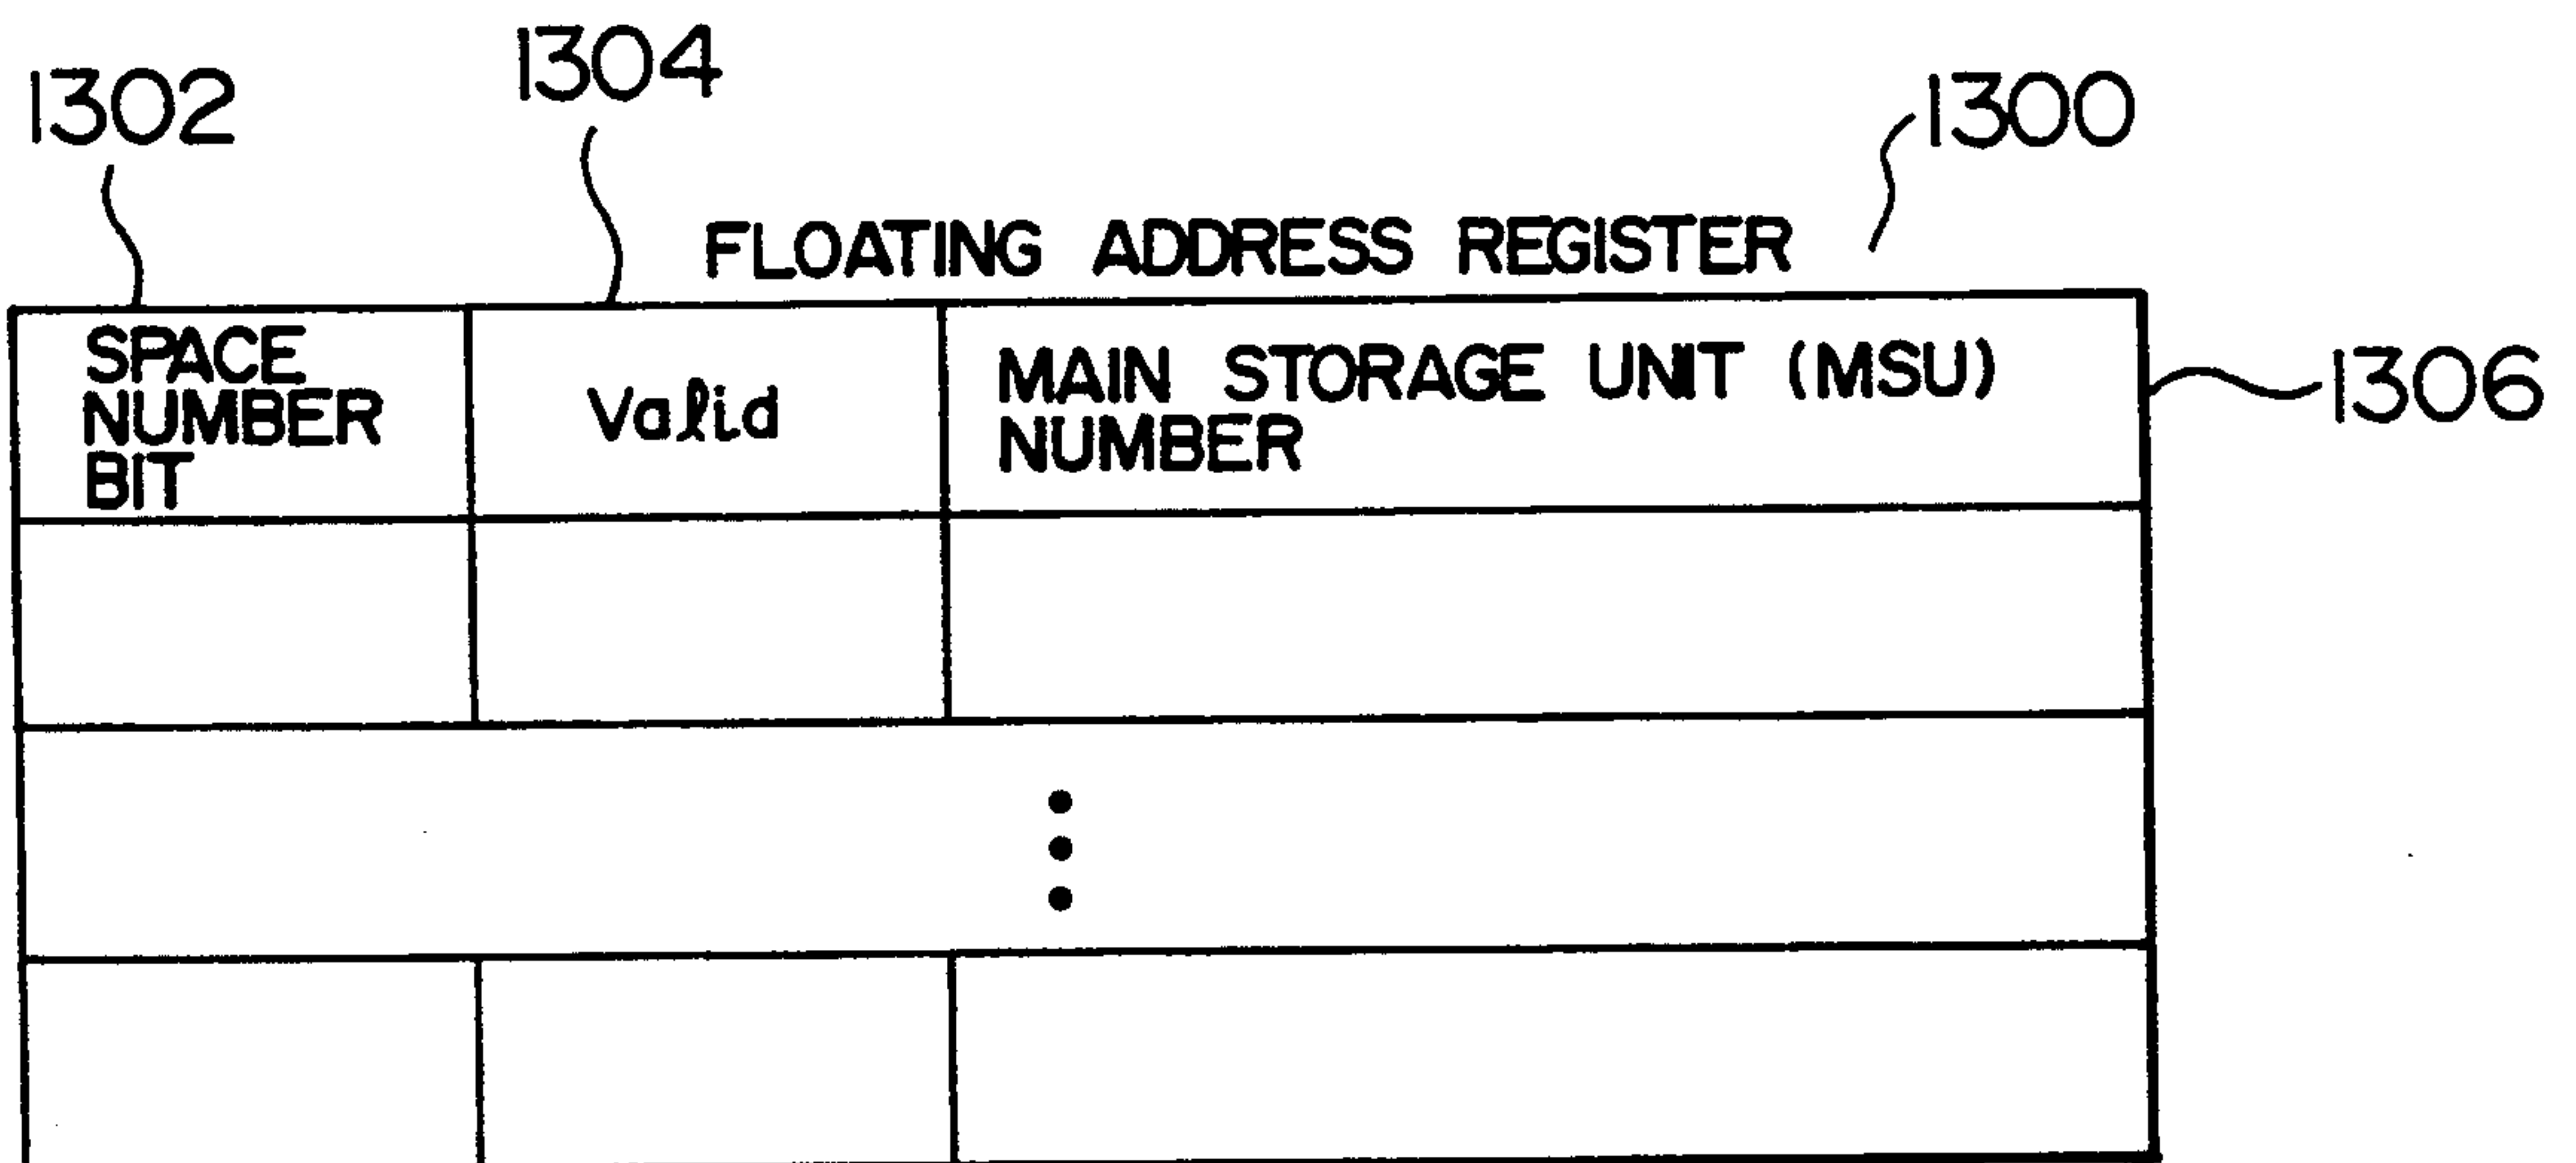 1302
1304
1300
FLOATING ADDRESS REGISTER
SPACE
NUMBER
BIT
Valid
MAIN STORAGE UNIT (MSU)
NUMBER
1306